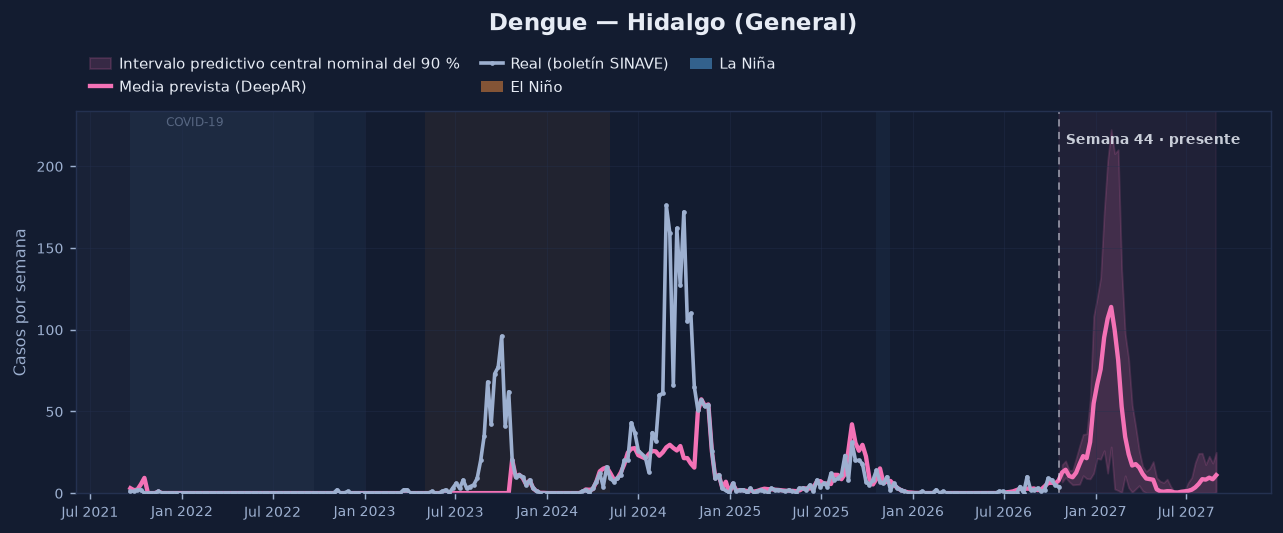 Dengue — Hidalgo (General)
Intervalo predictivo central nominal del 90 %
Real (boletín SINAVE)
La Niña
Media prevista (DeepAR)
El Niño
COVID-19
Semana 44 · presente
Casos por semana
200
150
100
50
0
Jul 2021
Jan 2022
Jul 2022
Jan 2023
Jul 2023
Jan 2024
Jul 2024
Jan 2025
Jul 2025
Jan 2026
Jul 2026
Jan 2027
Jul 2027